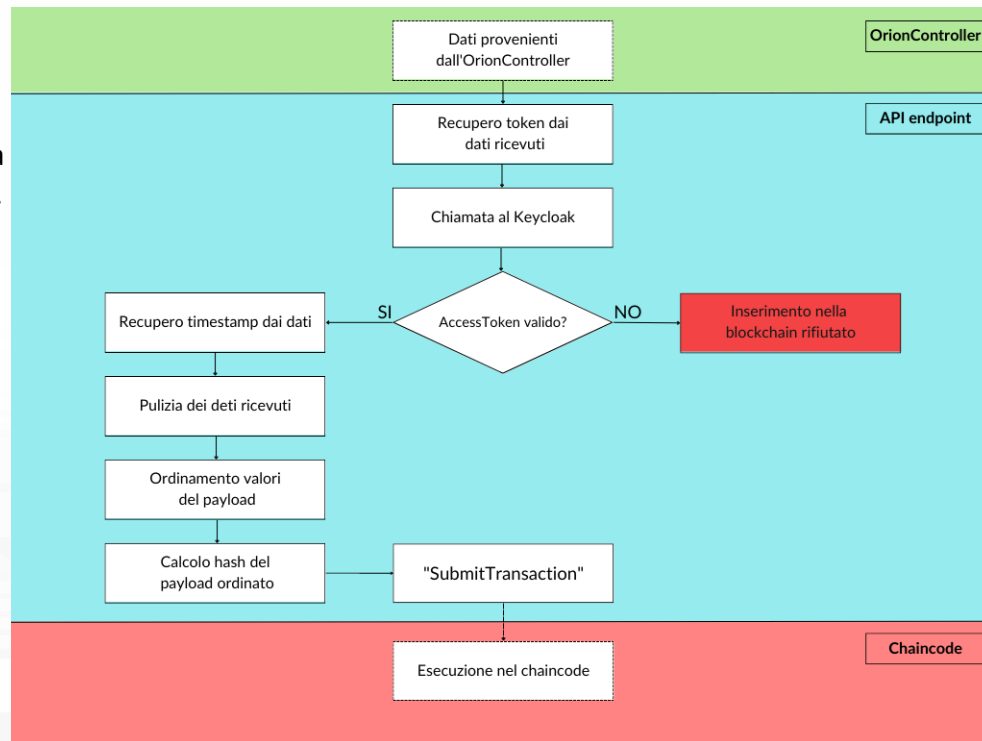 Dati provenienti
dall'OrionController
OrionController
API endpoint
Recupero token dai
dati ricevuti
Chiamata al Keycloak
AccessToken valido?
SI
NO
Inserimento nella
blockchain rifiutato
Recupero timestamp dai dati
Pulizia dei deti ricevuti
Ordinamento valori
del payload
Calcolo hash del
payload ordinato
"SubmitTransaction"
Esecuzione nel chaincode
Chaincode